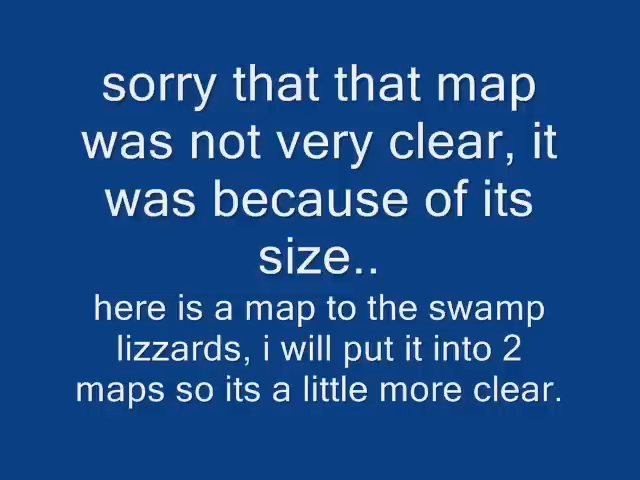 sorry that that map
was not very clear, it
was because of its
size..
here is a map to the swamp
lizzards, i will put it into 2
maps so its a little more clear.